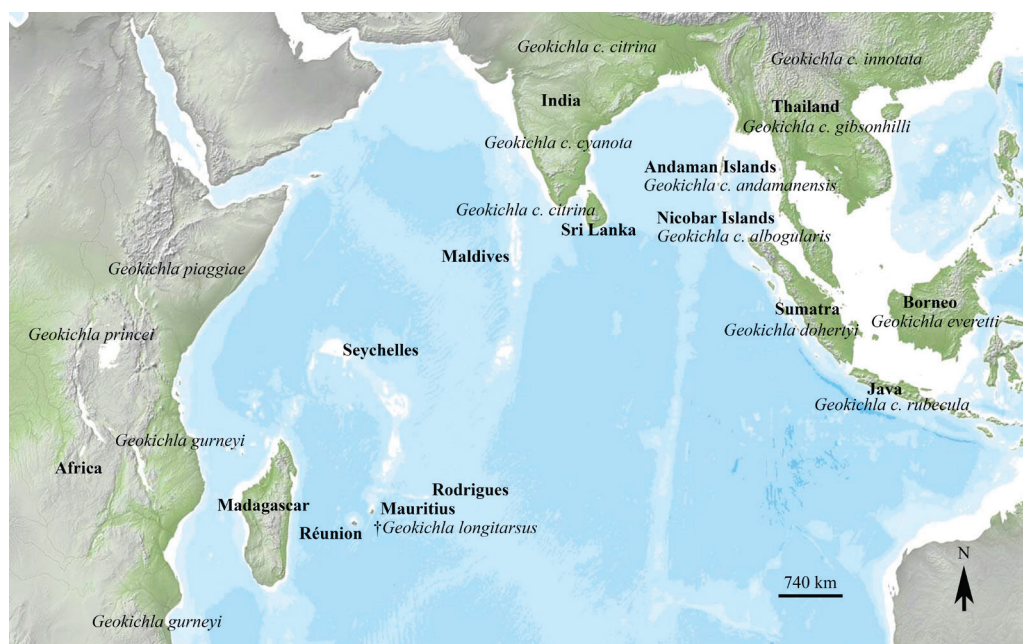 Geokichla c. citrina
Geokichla c. innotata
India
Thailand
Geokichla c. gibsonhilli
Geokichla c. cyanota
Andaman Islands
Geokichla c. andamanensis
Geokichla c. citrina
Nicobar Islands
Sri Lanka
Geokichla c. albogularis
Maldives
Geokichla piaggiae
Borneo
Sumatra
Geokichla everetti
Geokichla princei
Geokichla dohertyi
Seychelles
Java
Geokichla c. rubecula
Geokichla gurneyi
Africa
Rodrigues
Madagascar
Mauritius
†Geokichla longitarsus
Réunion
N
740 km
Geokichla gurneyi